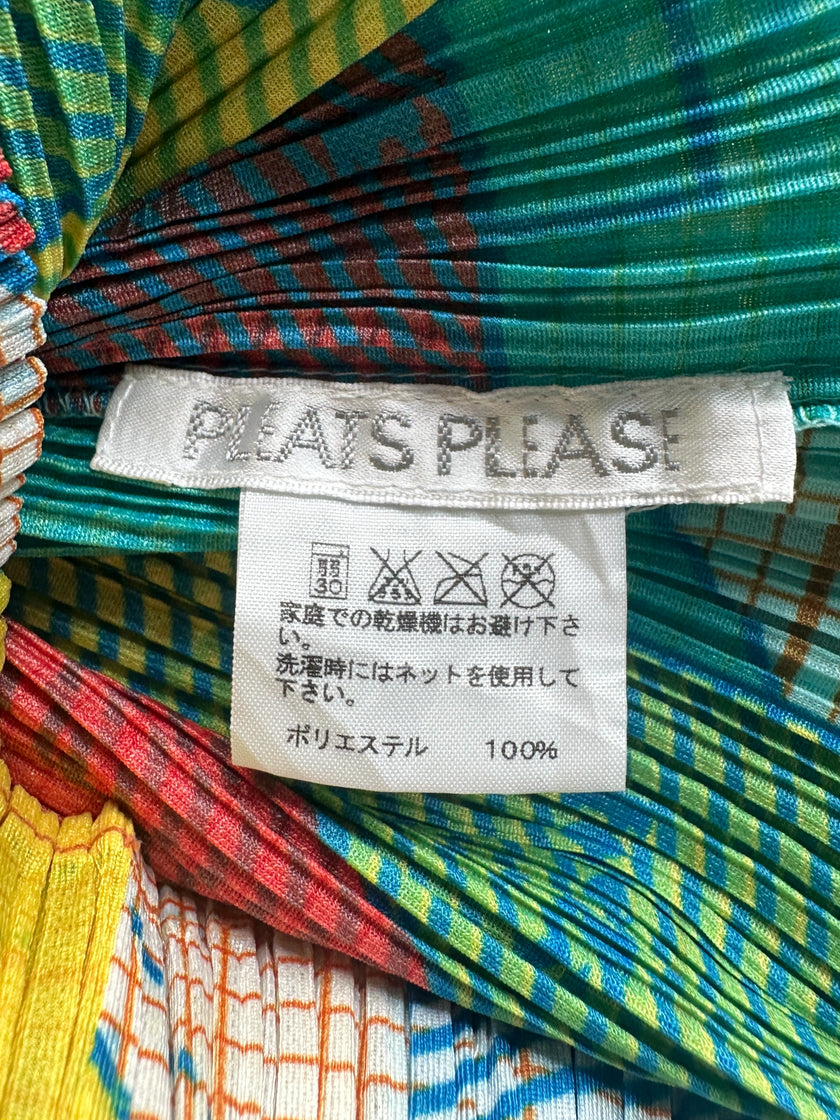 PLEATS PLEASE
30
家庭での乾燥機はお避け下さ
い。
洗濯時にはネットを使用して
下さい。
ポリエステル 100%